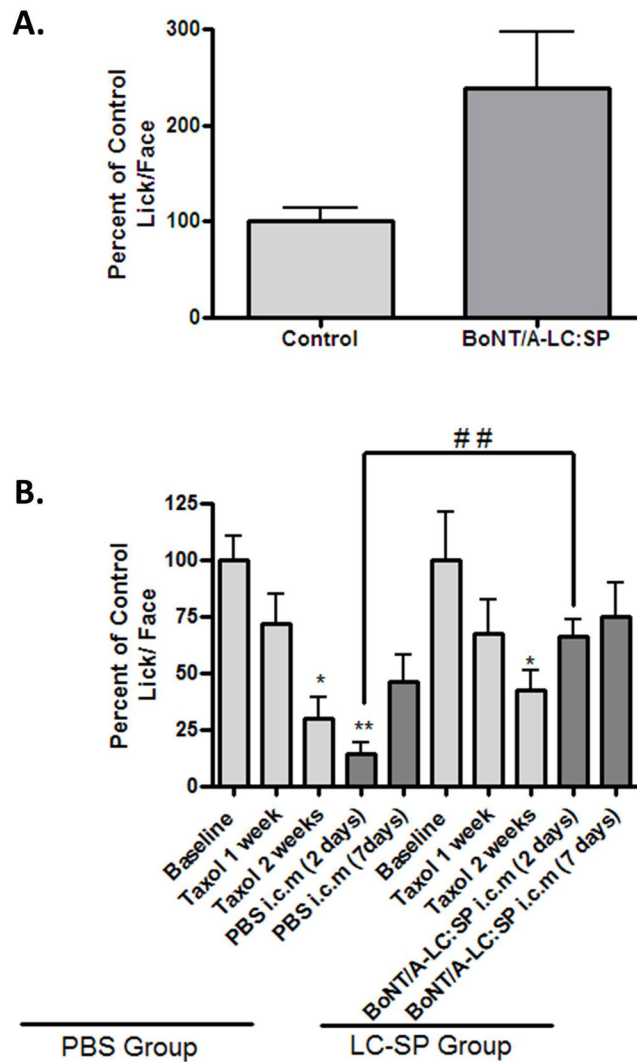 A.
Percent of Control
Lick/Face
300
200
100
0
Control
BoNT/A-LC:SP
B.
# #
Percent of Control
Lick/ Face
125
100
75
50
25
0
*
**
*
Baseline
Taxol 1 week
Taxol 2 weeks
PBS i.c.m (2 days)
PBS i.c.m (7days)
Baseline
Taxol 1 week
Taxol 2 weeks
BoNT/A-LC:SP i.c.m (2 days)
BoNT/A-LC:SP i.c.m (7 days)
PBS Group
LC-SP Group